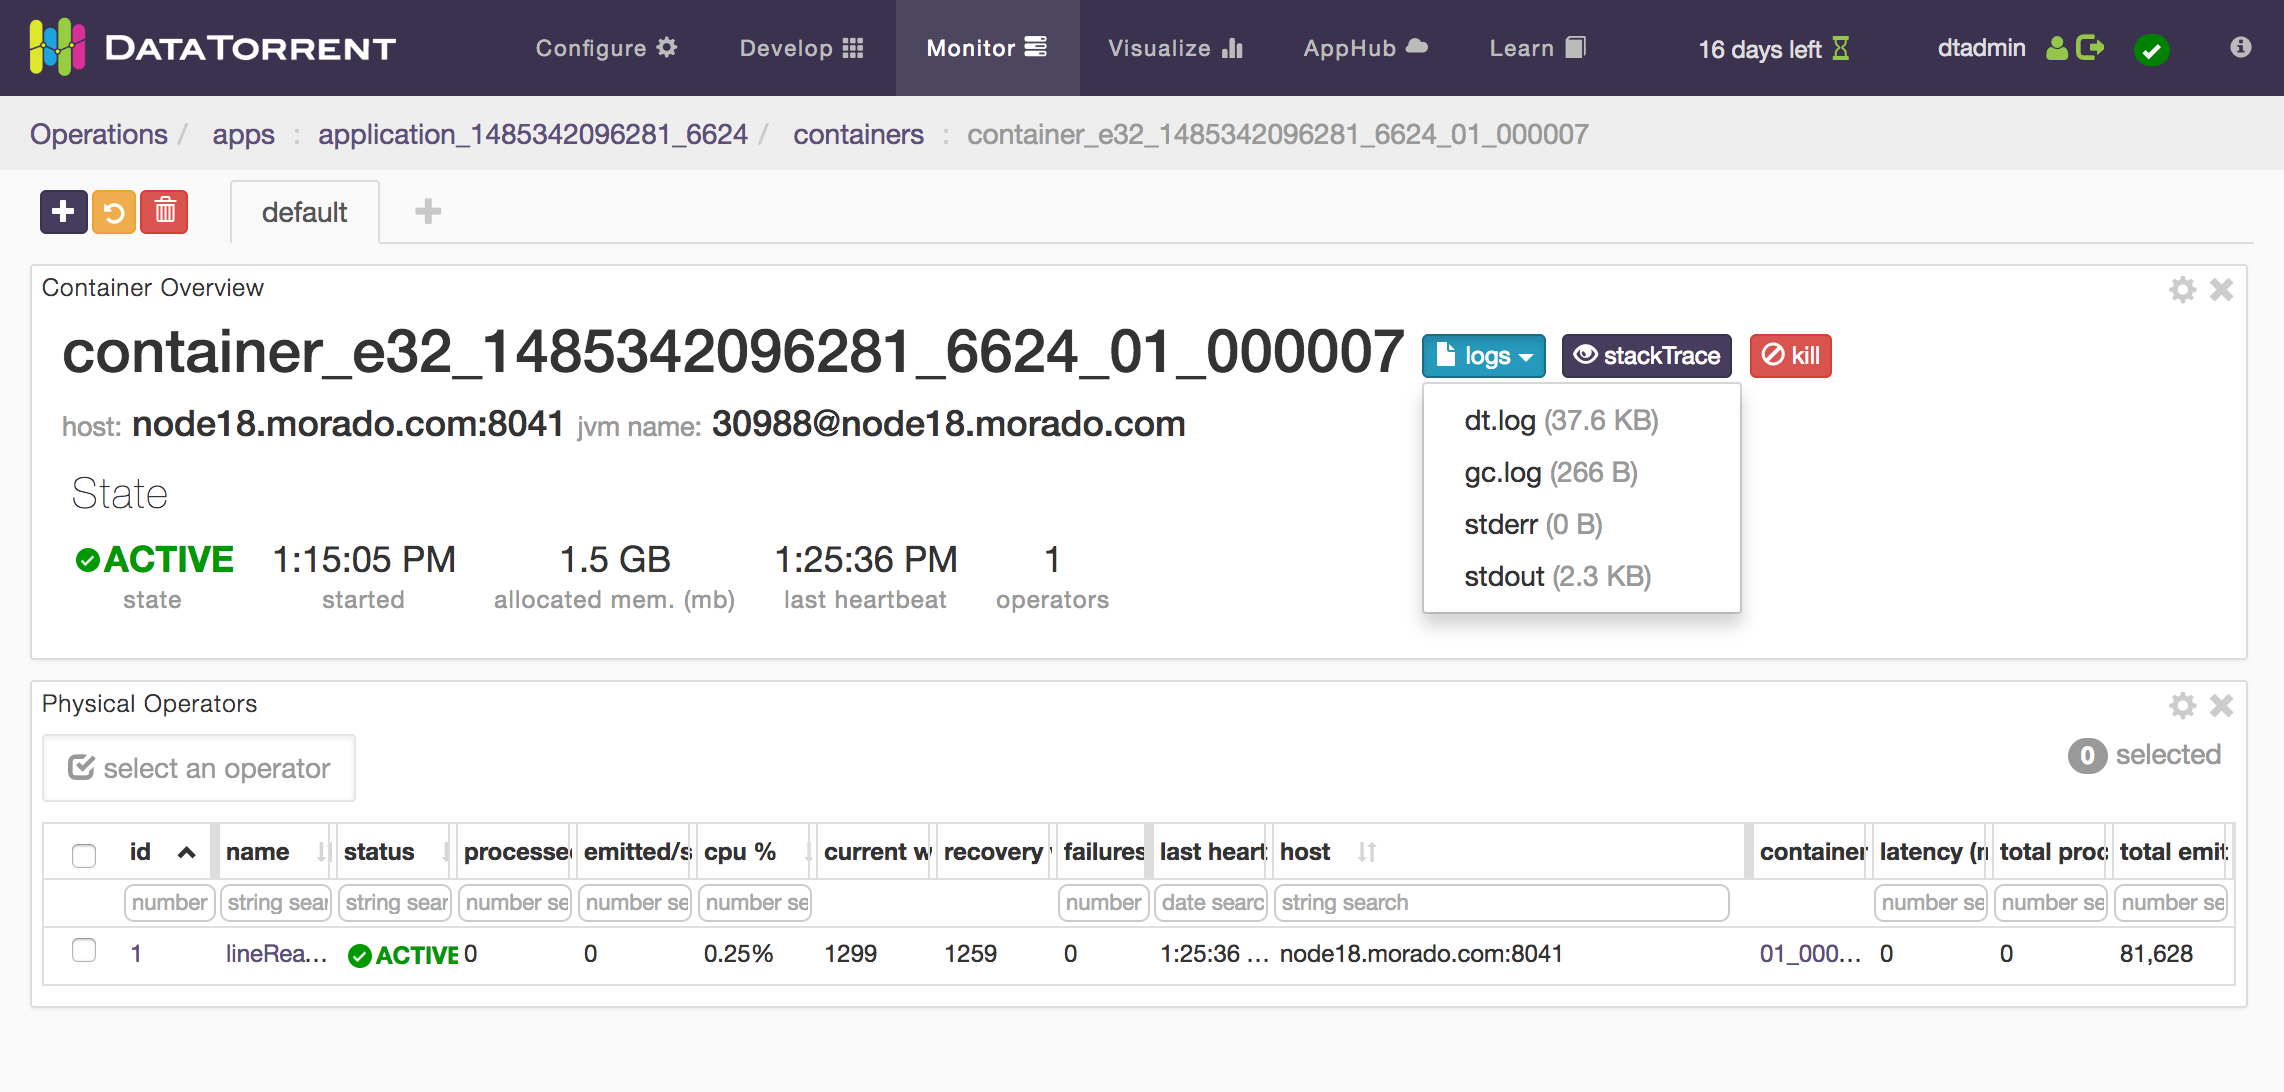 DATATORRENT Configure Develop Monitor Visualize AppHub Learn 16 days left dtadmin
Operations / apps : application_1485342096281_6624 / containers : container_e32_1485342096281_6624_01_000007
default
Container Overview
container_e32_1485342096281_6624_01_000007 logs stackTrace kill
host: node18.morado.com:8041 jvm name: 30988@node18.morado.com
dt.log (37.6 KB)
gc.log (266 B)
stderr (0 B)
stdout (2.3 KB)
State
ACTIVE 1:15:05 PM 1.5 GB 1:25:36 PM 1
state started allocated mem. (mb) last heartbeat operators
Physical Operators
select an operator 0 selected
id name status processed emitted/s cpu % current w recovery failures last heart host container latency (m total proc total emit
number string sear string sear number se number se number se number date searc string search number se number se number se
1 lineRea... ACTIVE 0 0 0.25% 1299 1259 0 1:25:36 ... node18.morado.com:8041 01_000... 0 0 81,628